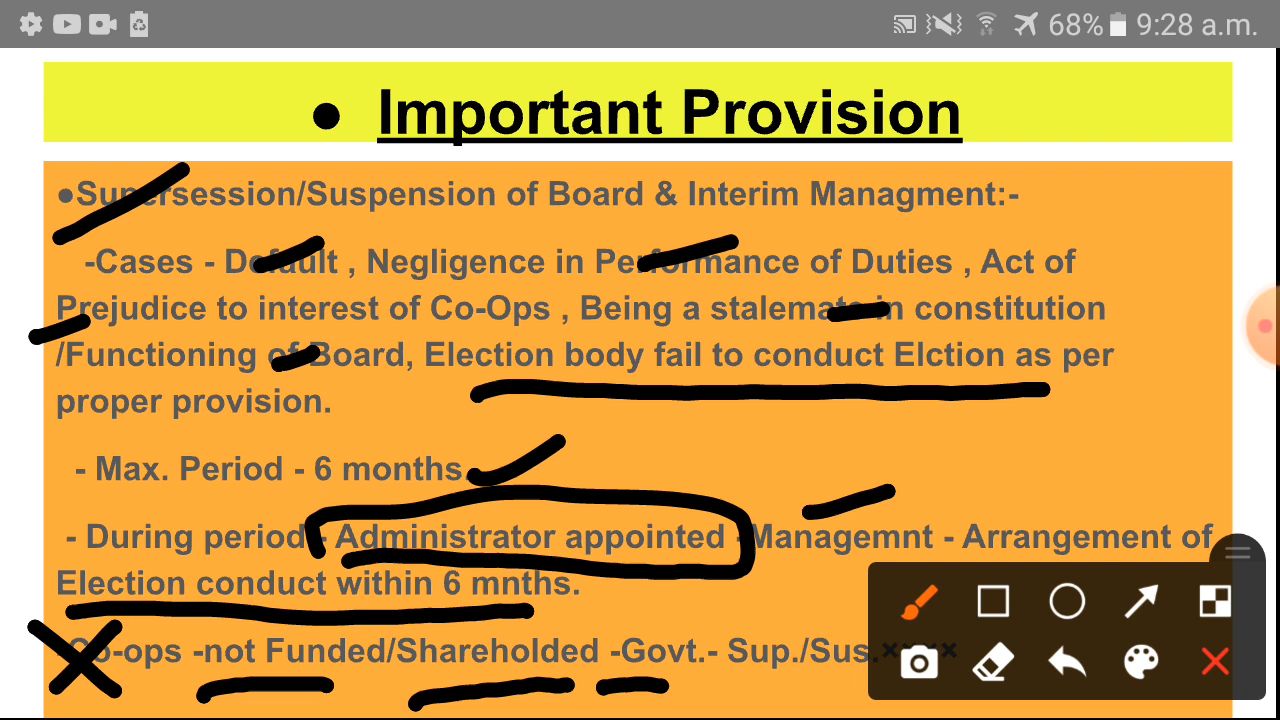 68% 9:28 a.m.
● Important Provision
●Supersession/Suspension of Board & Interim Managment:-
-Cases - Default , Negligence in Performance of Duties , Act of
Prejudice to interest of Co-Ops , Being a stalemate in constitution
/Functioning of Board, Election body fail to conduct Elction as per
proper provision.
- Max. Period - 6 months.
- During period - Administrator appointed - Managemnt - Arrangement of
Election conduct within 6 mnths.
Co-ops -not Funded/Shareholded -Govt.- Sup./Sus.××××